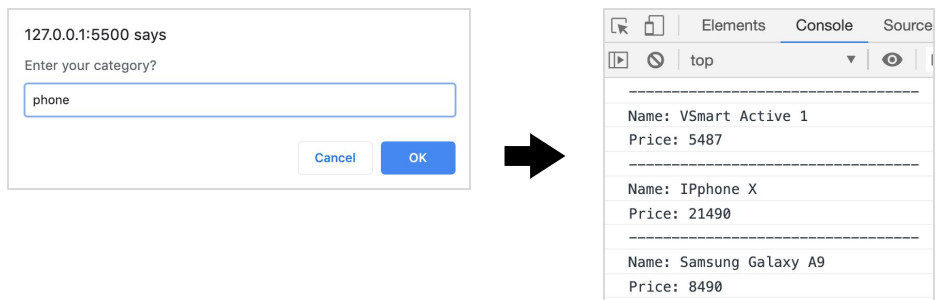 127.0.0.1:5500 says
Enter your category?
phone
Cancel OK
Elements Console Source
top
----------------------------------
Name: VSmart Active 1
Price: 5487
----------------------------------
Name: IPphone X
Price: 21490
----------------------------------
Name: Samsung Galaxy A9
Price: 8490